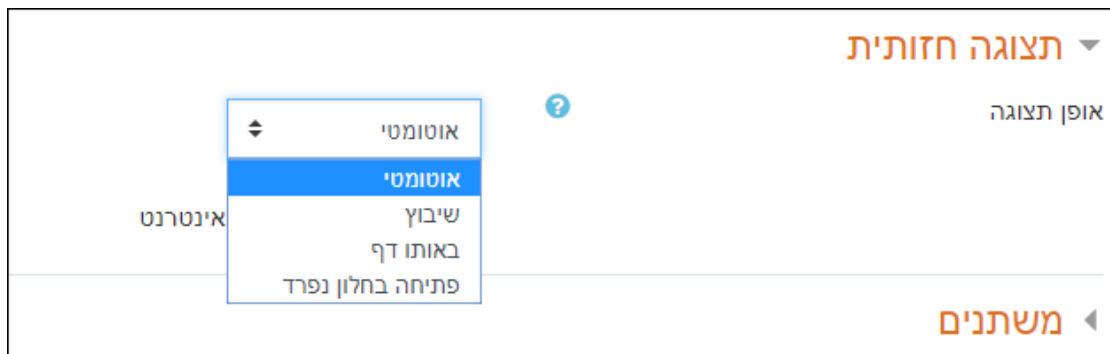 תצוגה חזותית
אופן תצוגה
אוטומטי
אוטומטי
שיבוץ
אינטרנט
באותו דף
פתיחה בחלון נפרד
משתנים